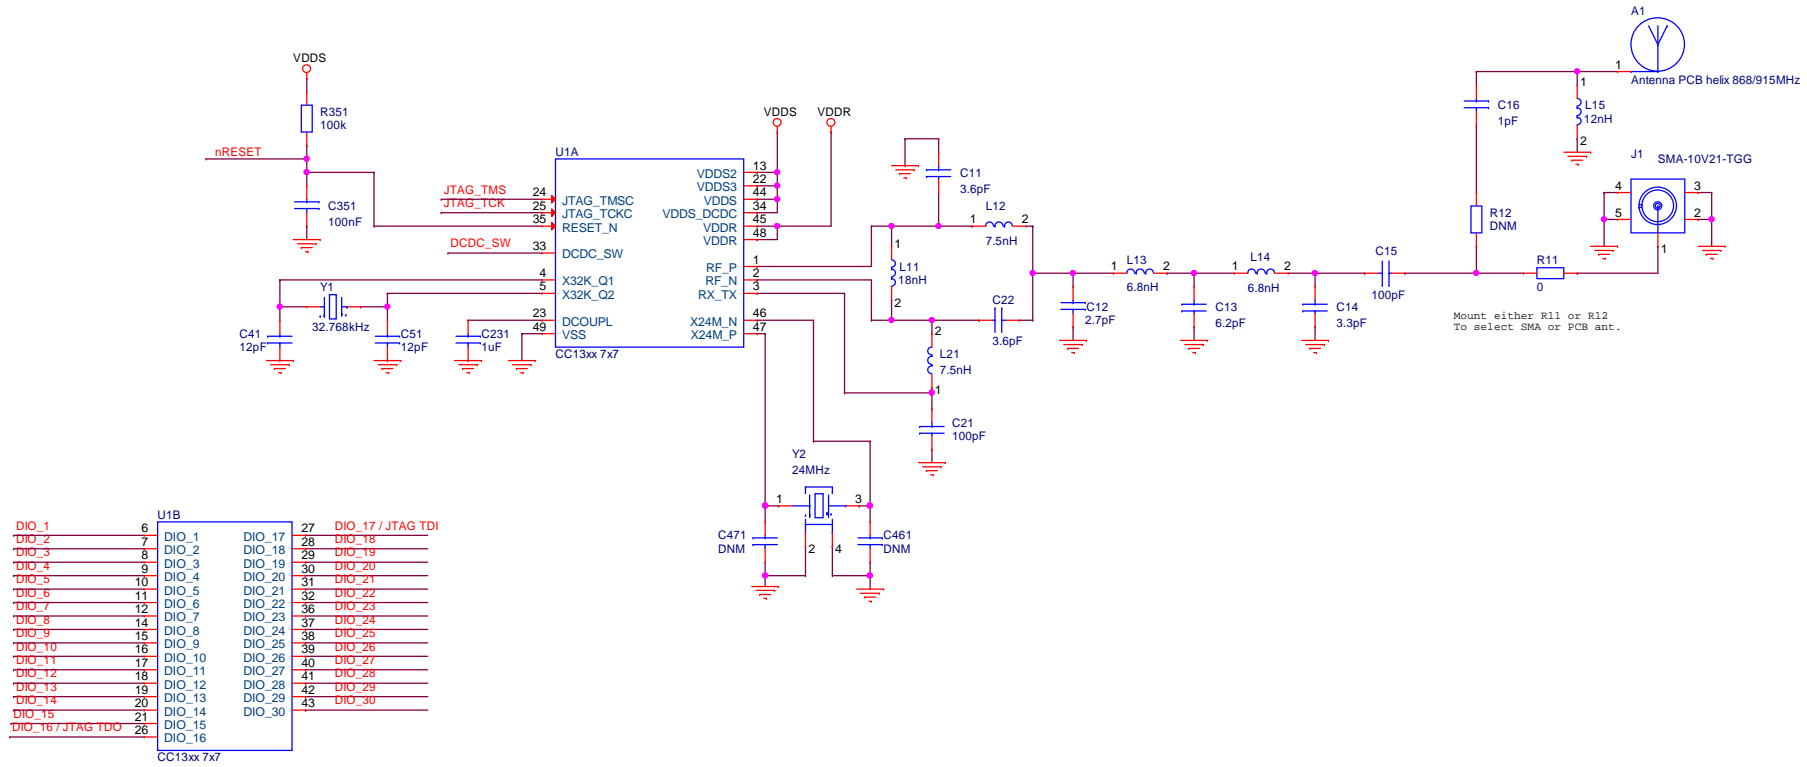 A1
1
Antenna PCB helix 868/915MHz
VDDS
R351
100k
nRESET
C351
100nF
VDDS
VDDR
U1A
JTAG_TMS
24
JTAG_TMSC
JTAG_TCK
25
JTAG_TCKC
35
RESET_N
DCDC_SW
33
DCDC_SW
4
X32K_Q1
5
X32K_Q2
23
DCOUPL
49
VSS
VDDS2
13
VDDS3
22
VDDS
44
VDDS_DCDC
34
VDDR
45
VDDR
48
RF_P
1
RF_N
2
RX_TX
3
X24M_N
46
X24M_P
47
CC13xx 7x7
Y1
32.768kHz
C41
12pF
C51
12pF
C231
1uF
C11
3.6pF
L12
1
2
7.5nH
1
L11
18nH
2
C22
3.6pF
2
L21
7.5nH
1
C21
100pF
C12
2.7pF
1
L13
2
6.8nH
C13
6.2pF
1
L14
2
6.8nH
C14
3.3pF
C15
100pF
C16
1pF
1
L15
12nH
2
R12
DNM
R11
0
J1
SMA-10V21-TGG
4
3
5
2
1
Mount either R11 or R12
To select SMA or PCB ant.
Y2
24MHz
1
3
2
4
C471
DNM
C461
DNM
U1B
DIO_1
6
DIO_1
DIO_2
7
DIO_2
DIO_3
8
DIO_3
DIO_4
9
DIO_4
DIO_5
10
DIO_5
DIO_6
11
DIO_6
DIO_7
12
DIO_7
DIO_8
14
DIO_8
DIO_9
15
DIO_9
DIO_10
16
DIO_10
DIO_11
17
DIO_11
DIO_12
18
DIO_12
DIO_13
19
DIO_13
DIO_14
20
DIO_14
DIO_15
21
DIO_15
DIO_16 / JTAG TDO
26
DIO_16
DIO_17
27
DIO_17 / JTAG TDI
DIO_18
28
DIO_18
DIO_19
29
DIO_19
DIO_20
30
DIO_20
DIO_21
31
DIO_21
DIO_22
32
DIO_22
DIO_23
36
DIO_23
DIO_24
37
DIO_24
DIO_25
38
DIO_25
DIO_26
39
DIO_26
DIO_27
40
DIO_27
DIO_28
41
DIO_28
DIO_29
42
DIO_29
DIO_30
43
DIO_30
CC13xx 7x7